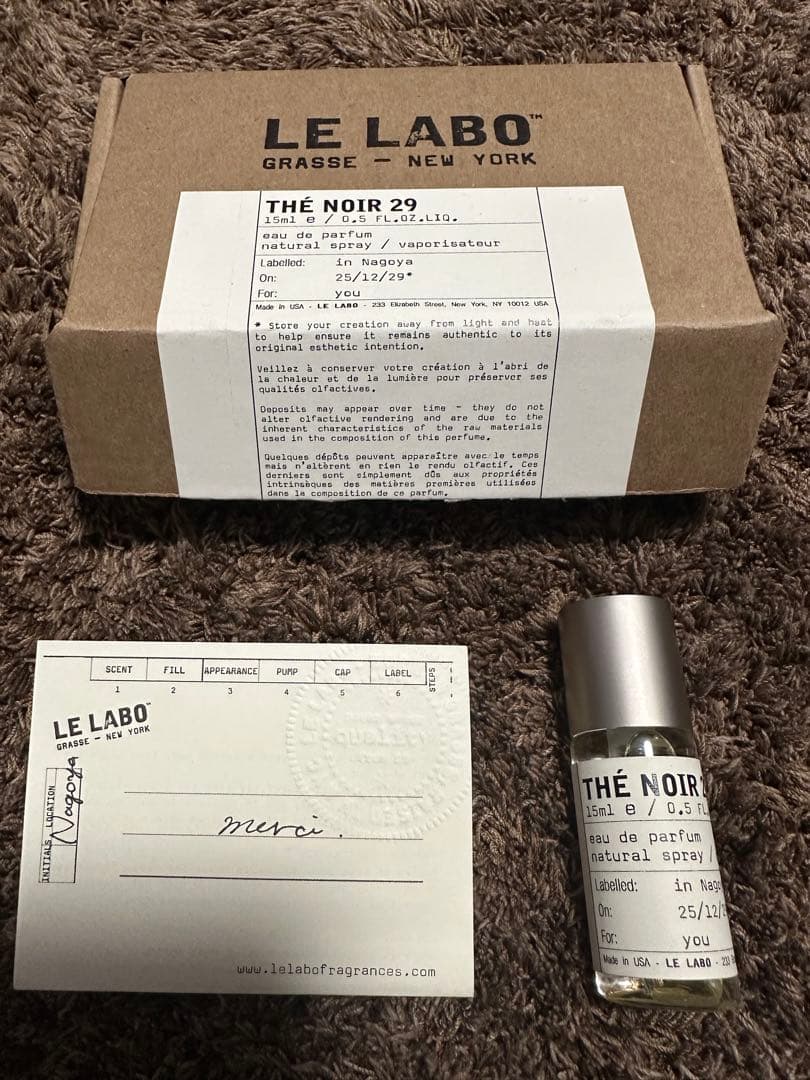 LE LABO™
GRASSE — NEW YORK
THÉ NOIR 29
15ml e / 0.5 FL.OZ.LIQ.
eau de parfum
natural spray / vaporisateur
Labelled: in Nagoya
On: 25/12/29*
For: you
Made in USA - LE LABO - 233 Elizabeth Street, New York, NY 10012 USA
* Store your creation away from light and heat
to help ensure it remains authentic to its
original esthetic intention.
Veillez à conserver votre création à l'abri de
la chaleur et de la lumière pour préserver ses
qualités olfactives.
Deposits may appear over time - they do not
alter olfactive rendering and are due to the
inherent characteristics of the raw materials
used in the composition of this perfume.
Quelques dépôts peuvent apparaître avec le temps
mais n'altèrent en rien le rendu olfactif. Ces
derniers sont simplement dûs aux propriétés
intrinsèques des matières premières utilisées
dans la composition de ce parfum.
SCENT FILL APPEARANCE PUMP CAP LABEL STEPS
1 2 3 4 5 6
LE LABO™
GRASSE — NEW YORK
INITIALS LOCATION
Nagoya
QUALITY
merci.
www.lelabofragrances.com
THÉ NOIR 2
15ml e / 0.5 FL
eau de parfum
natural spray /
Labelled: in Nago
On: 25/12/2
For: you
Made in USA - LE LABO - 233